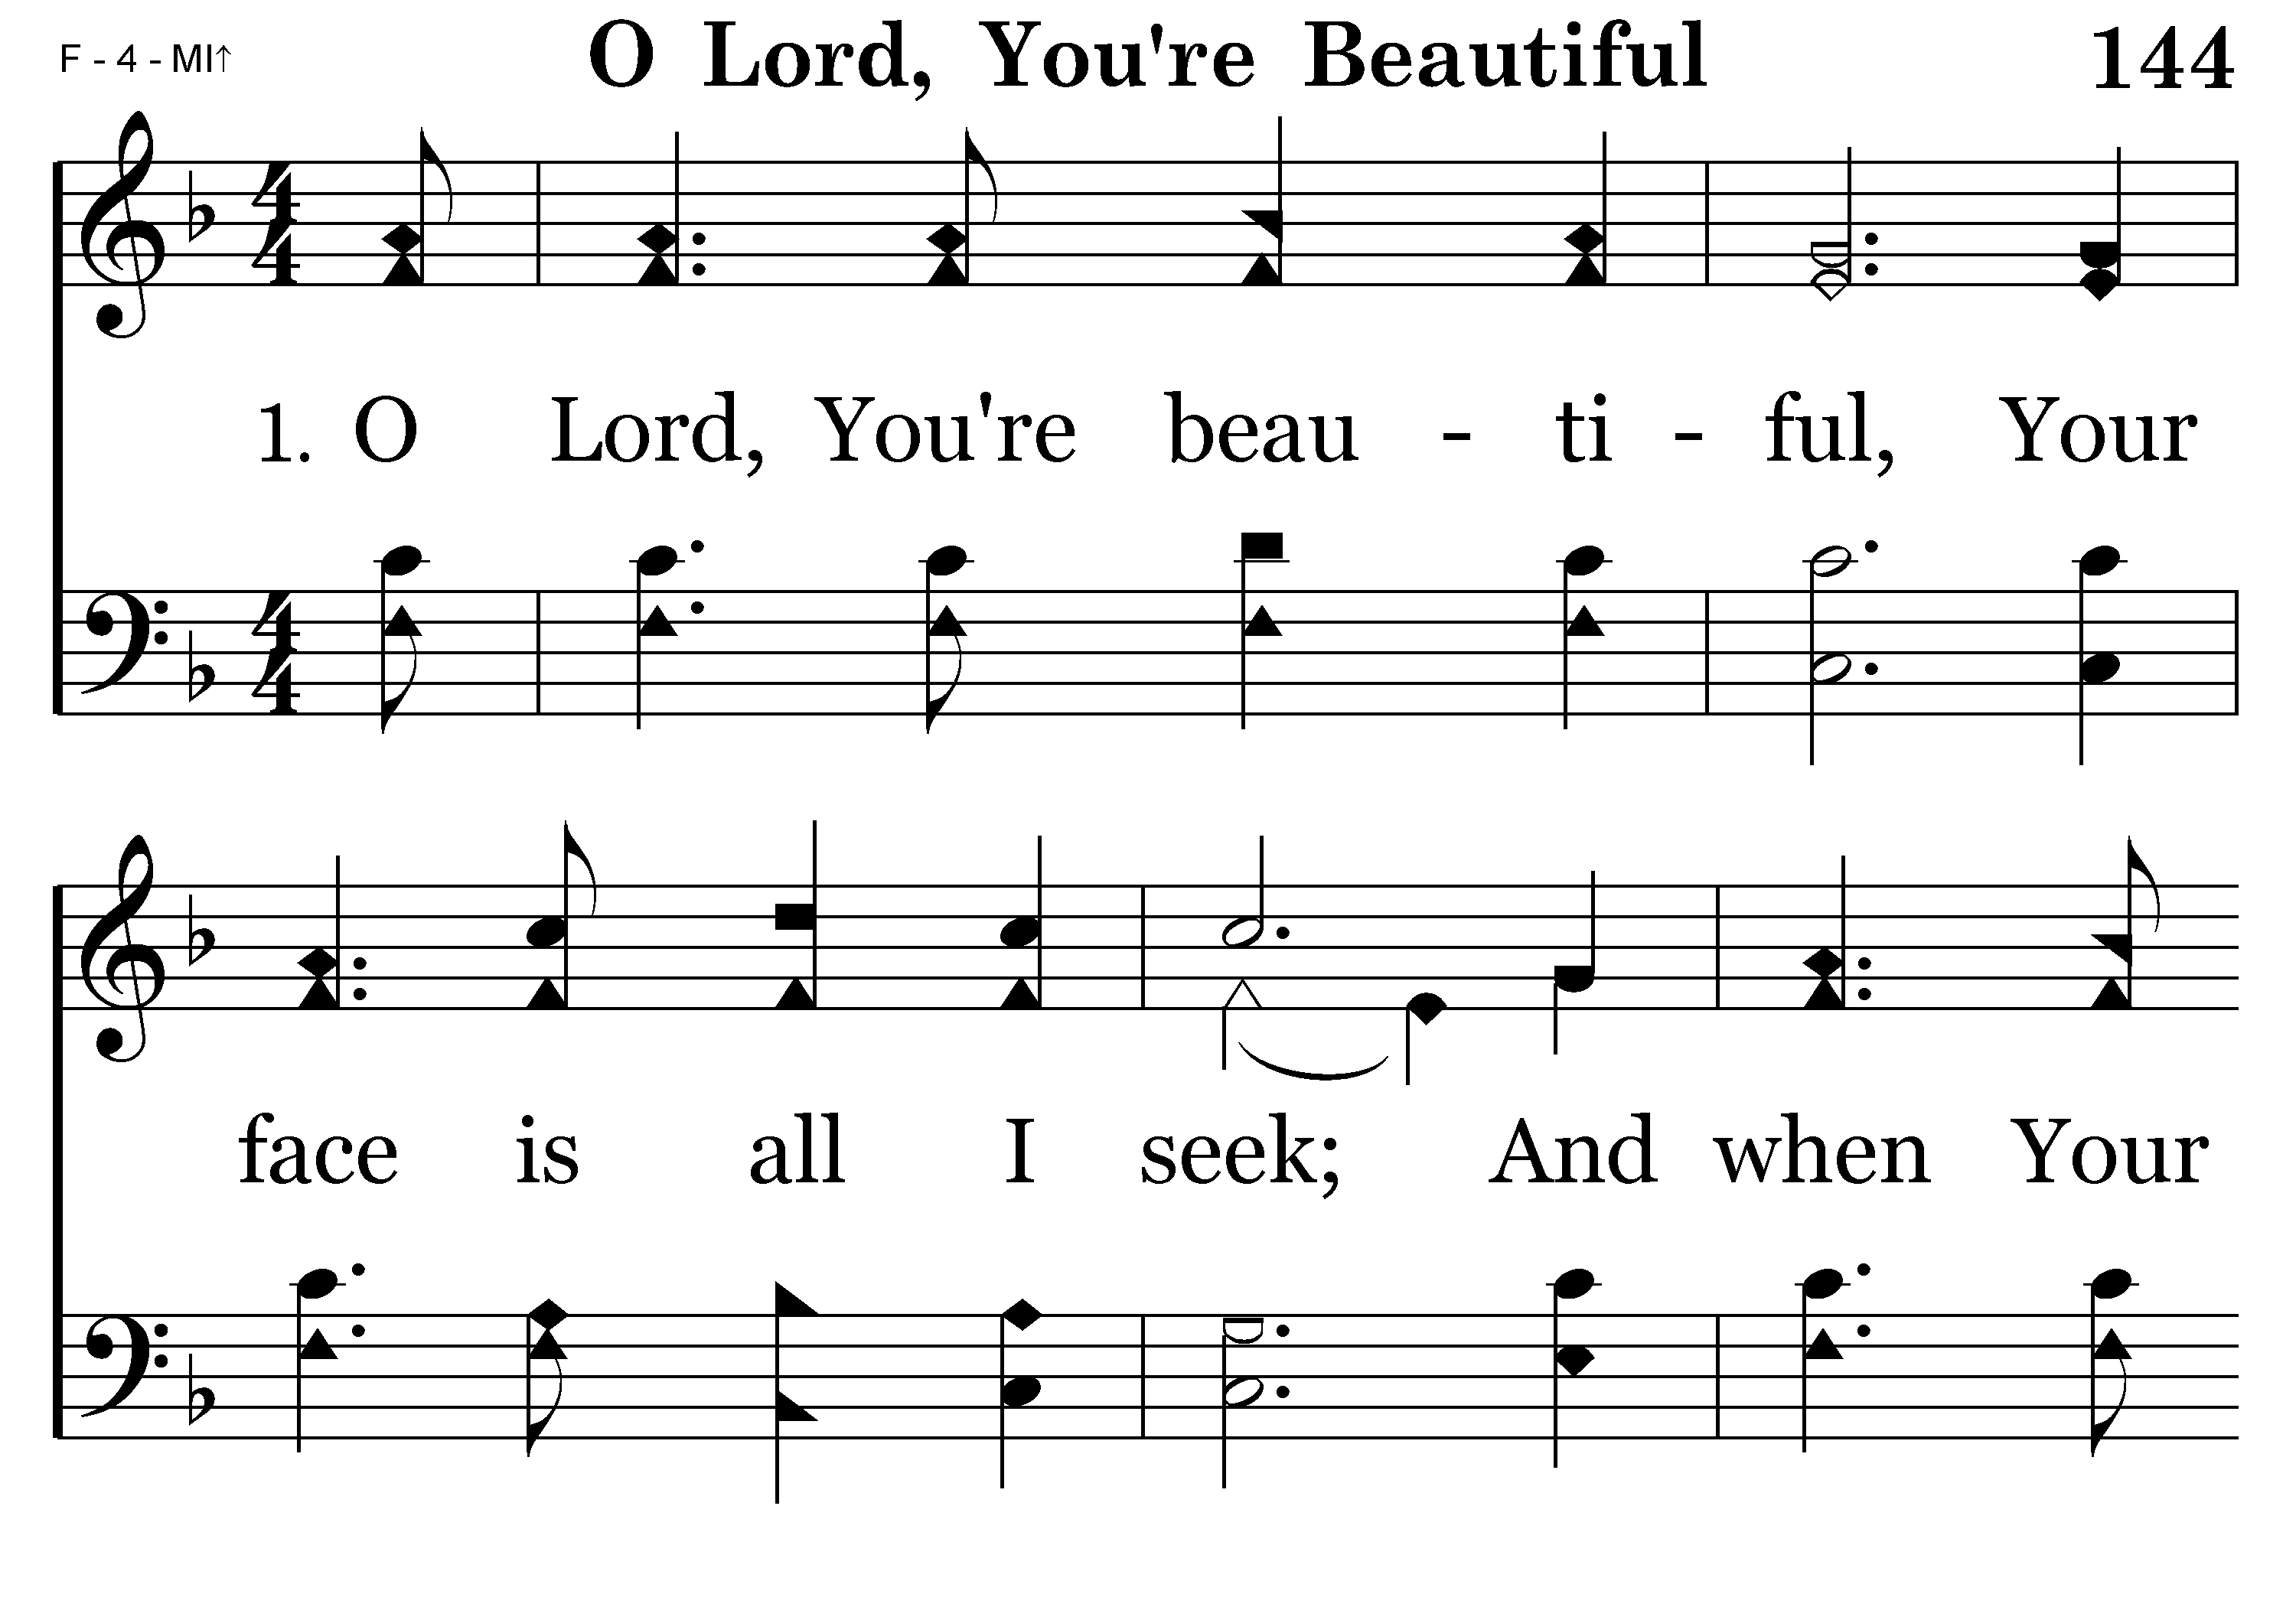 F - 4 - MI↑ O Lord, You're Beautiful 144
1. O Lord, You're beau - ti - ful, Your
face is all I seek; And when Your